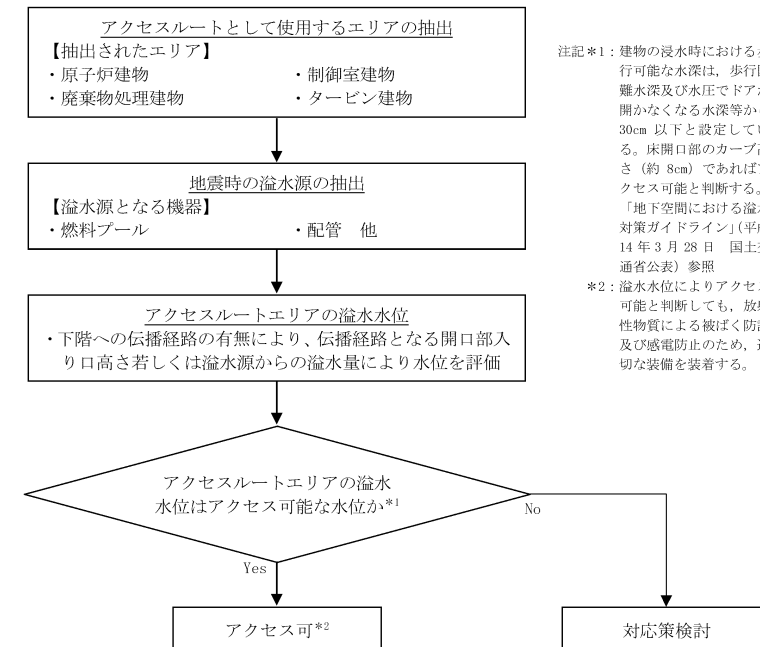 アクセスルートとして使用するエリアの抽出
【抽出されたエリア】
・原子炉建物　・制御室建物
・廃棄物処理建物　・タービン建物
地震時の溢水源の抽出
【溢水源となる機器】
・燃料プール　・配管　他
アクセスルートエリアの溢水水位
・下階への伝播経路の有無により、伝播経路となる開口部入
り口高さ若しくは溢水源からの溢水量により水位を評価
アクセスルートエリアの溢水
水位はアクセス可能な水位か*1
No
Yes
アクセス可*2
対応策検討
注記*1：建物の浸水時における
行可能な水深は，歩行
難水深及び水圧でドアが
開かなくなる水深等から
30cm 以下と設定してい
る。床開口部のカーブ高
さ（約 8cm）であれば
クセス可能と判断する。
「地下空間における溢水
対策ガイドライン」（平成
14 年 3 月 28 日　国土交
通省公表）参照
*2：溢水水位によりアクセス
可能と判断しても，放射
性物質による被ばく防護
及び感電防止のため，適
切な装備を装着する。